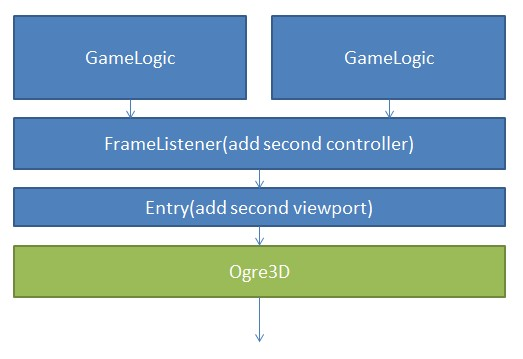 GameLogic
GameLogic
FrameListener(add second controller)
Entry(add second viewport)
Ogre3D